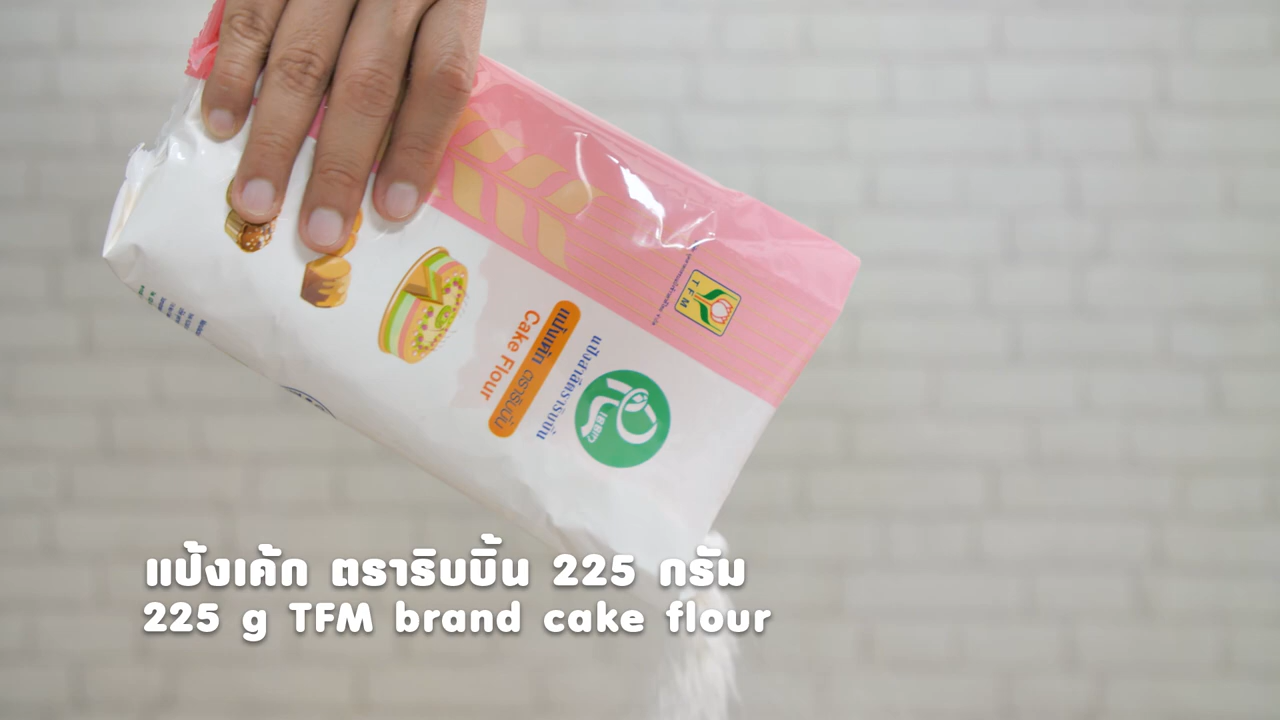 TFM
แป้งสาลีตราริบบิ้น
แป้งเค้ก ตราริบบิ้น
Cake Flour
แป้งเค้ก ตราริบบิ้น 225 กรัม
225 g TFM brand cake flour